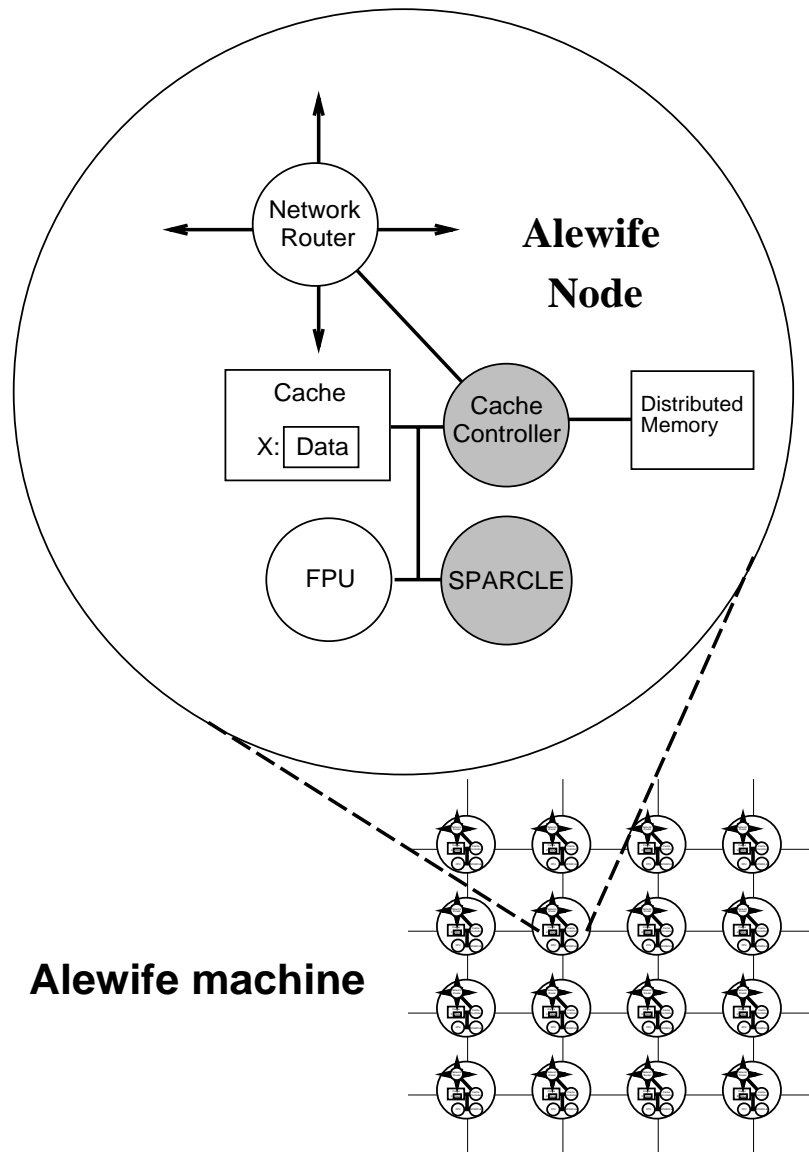 Network
Router
Alewife
Node
Cache
X: Data
Cache
Controller
Distributed
Memory
FPU
SPARCLE
Alewife machine